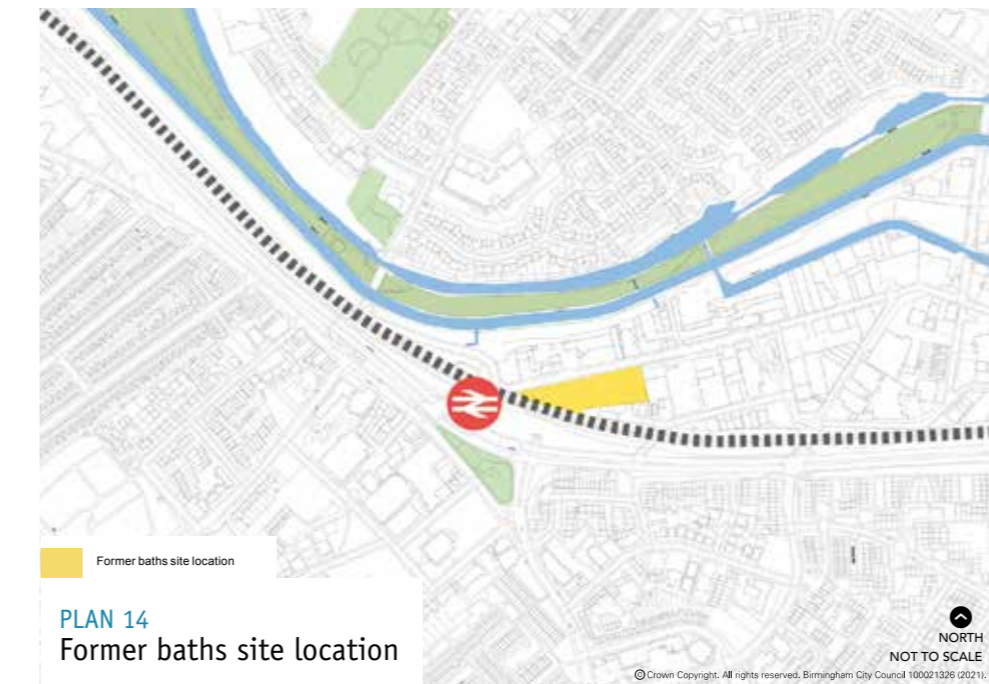 Former baths site location
PLAN 14
Former baths site location
NORTH
NOT TO SCALE
© Crown Copyright. All rights reserved. Birmingham City Council 100021326 (2021).